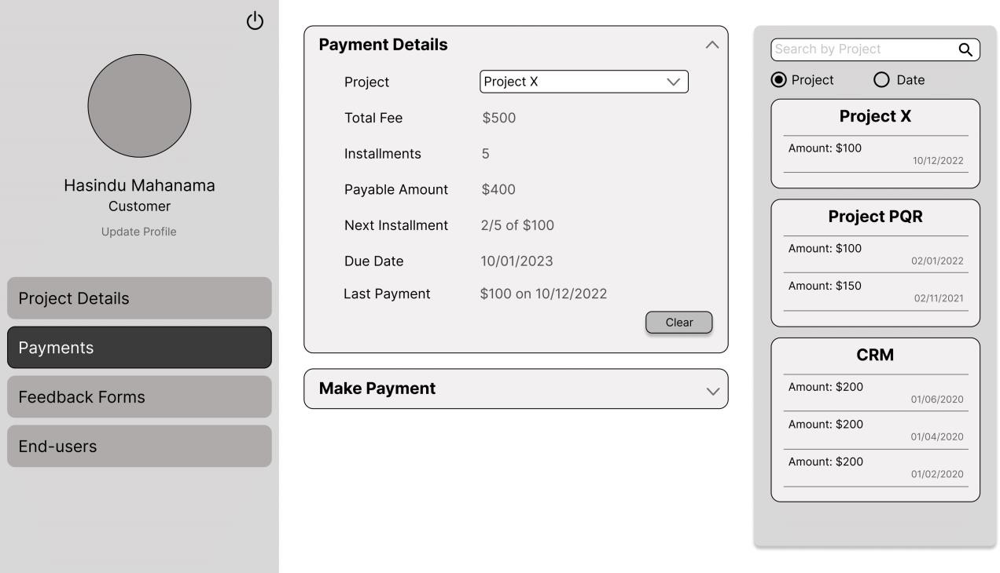 Hasindu Mahanama
Customer
Update Profile
Project Details
Payments
Feedback Forms
End-users
Payment Details
Project Project X
Total Fee $500
Installments 5
Payable Amount $400
Next Installment 2/5 of $100
Due Date 10/01/2023
Last Payment $100 on 10/12/2022
Clear
Make Payment
Search by Project
Project Date
Project X
Amount: $100
10/12/2022
Project PQR
Amount: $100
02/01/2022
Amount: $150
02/11/2021
CRM
Amount: $200
01/06/2020
Amount: $200
01/04/2020
Amount: $200
01/02/2020